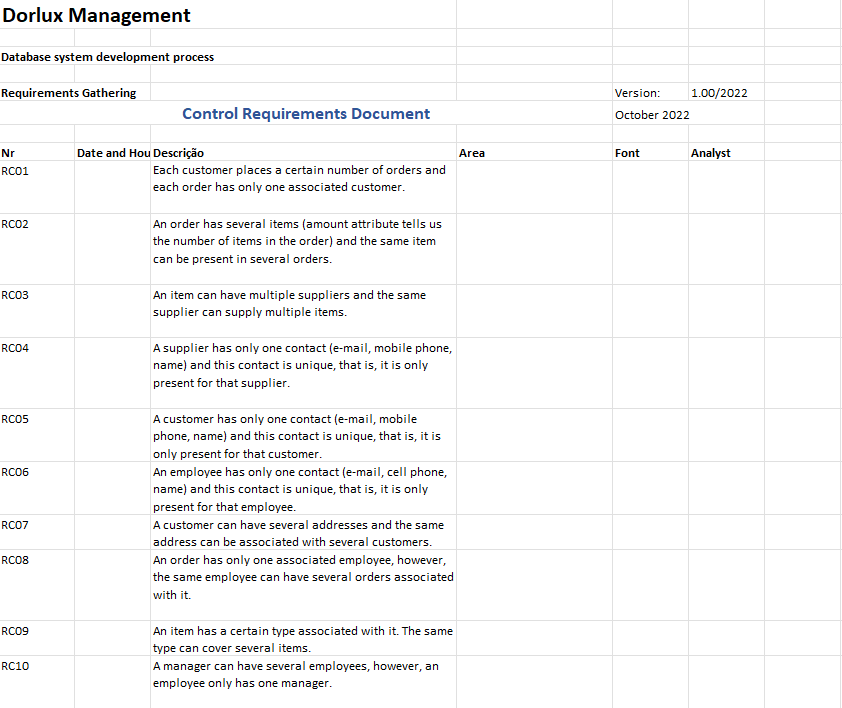 Dorlux Management
Database system development process
Requirements Gathering Version: 1.00/2022
Control Requirements Document October 2022
Nr Date and Hou Descrição Area Font Analyst
RC01 Each customer places a certain number of orders and
each order has only one associated customer.
RC02 An order has several items (amount attribute tells us
the number of items in the order) and the same item
can be present in several orders.
RC03 An item can have multiple suppliers and the same
supplier can supply multiple items.
RC04 A supplier has only one contact (e-mail, mobile phone,
name) and this contact is unique, that is, it is only
present for that supplier.
RC05 A customer has only one contact (e-mail, mobile
phone, name) and this contact is unique, that is, it is
only present for that customer.
RC06 An employee has only one contact (e-mail, cell phone,
name) and this contact is unique, that is, it is only
present for that employee.
RC07 A customer can have several addresses and the same
address can be associated with several customers.
RC08 An order has only one associated employee, however,
the same employee can have several orders associated
with it.
RC09 An item has a certain type associated with it. The same
type can cover several items.
RC10 A manager can have several employees, however, an
employee only has one manager.